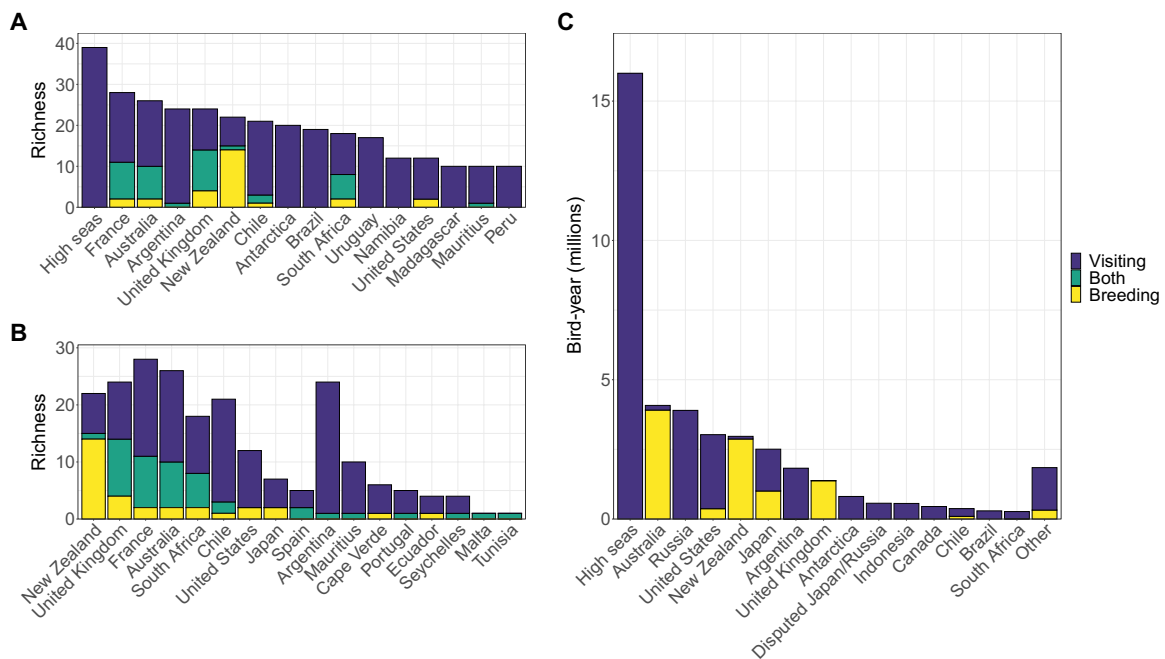 A
Richness
40
30
20
10
0
High seas
France
Australia
Argentina
United Kingdom
New Zealand
Chile
Antarctica
Brazil
South Africa
Uruguay
Namibia
United States
Madagascar
Mauritius
Peru
B
Richness
30
20
10
0
New Zealand
United Kingdom
France
Australia
South Africa
Chile
United States
Japan
Spain
Argentina
Mauritius
Cape Verde
Portugal
Ecuador
Seychelles
Malta
Tunisia
C
Bird-year (millions)
15
10
5
0
High seas
Australia
Russia
United States
New Zealand
Japan
Argentina
United Kingdom
Antarctica
Disputed Japan/Russia
Indonesia
Canada
Chile
Brazil
South Africa
Other
Visiting
Both
Breeding